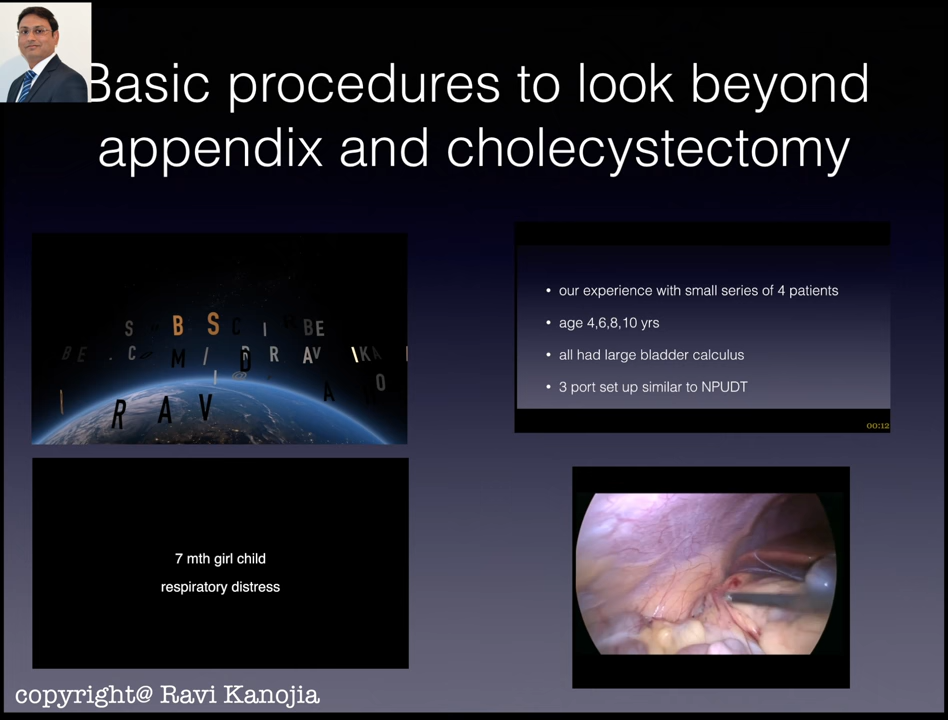 Basic procedures to look beyond
appendix and cholecystectomy
• our experience with small series of 4 patients
• age 4,6,8,10 yrs
• all had large bladder calculus
• 3 port set up similar to NPUDT
00:12
7 mth girl child
respiratory distress
copyright@ Ravi Kanojia